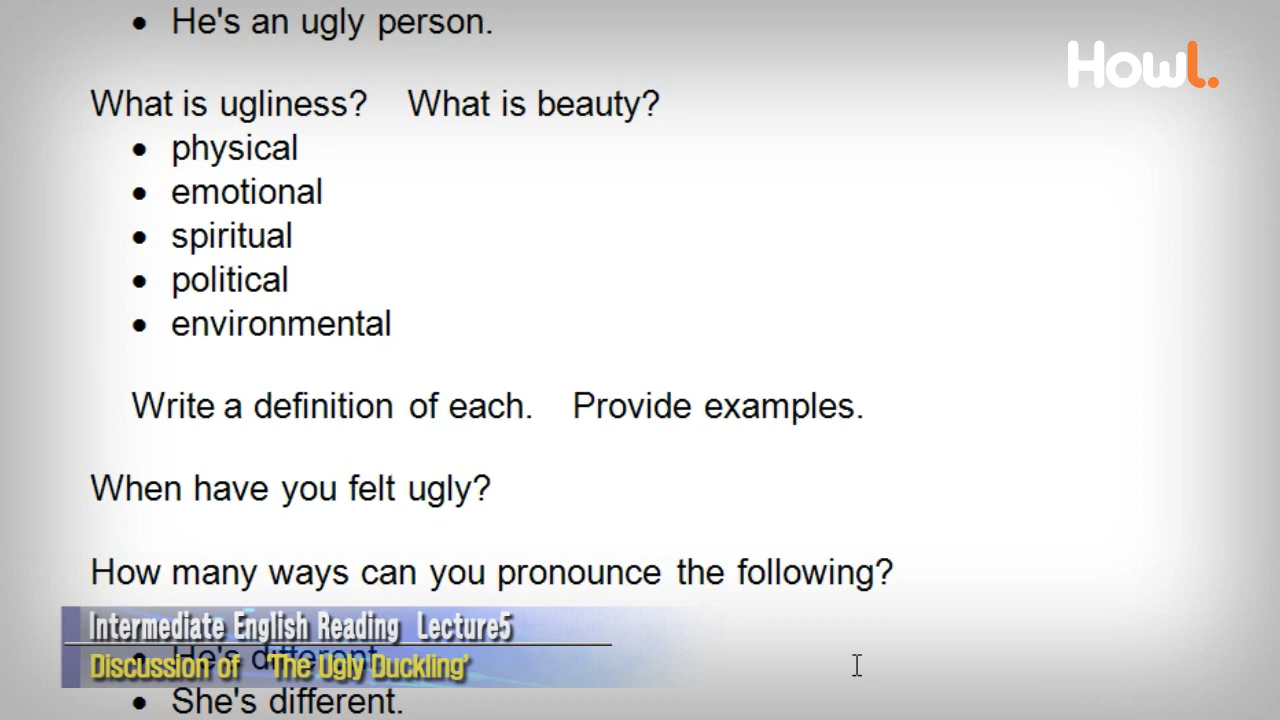 • He's an ugly person.
Howl.
What is ugliness? What is beauty?
• physical
• emotional
• spiritual
• political
• environmental
Write a definition of each. Provide examples.
When have you felt ugly?
How many ways can you pronounce the following?
Intermediate English Reading Lecture5
• He's different.
Discussion of 'The Ugly Duckling'
• She's different.